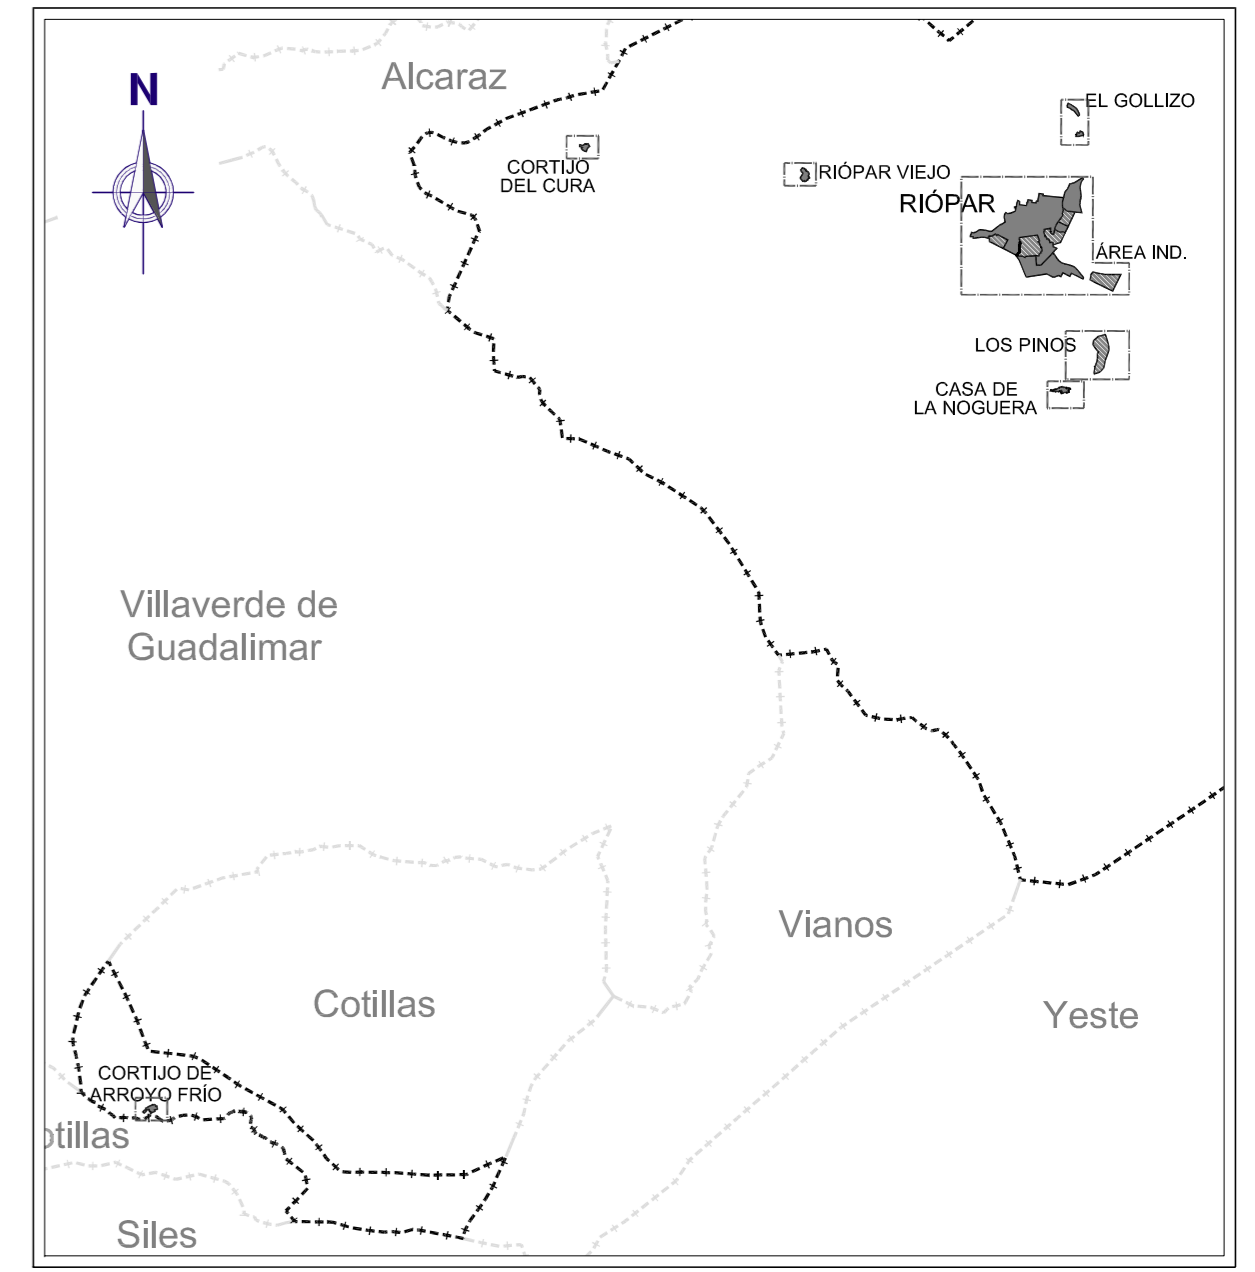 Alcaraz
N
EL GOLLIZO
CORTIJO
DEL CURA
RIÓPAR VIEJO
RIÓPAR
ÁREA IND.
LOS PINOS
CASA DE
LA NOGUERA
Villaverde de
Guadalimar
Vianos
Cotillas
Yeste
CORTIJO DE
ARROYO FRÍO
otillas
Siles